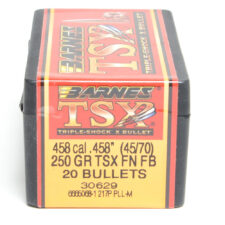 BARNES
TSX
TRIPLE-SHOCK X BULLET
458 cal .458" (45/70)
250 GR TSX FN FB
20 BULLETS
30629